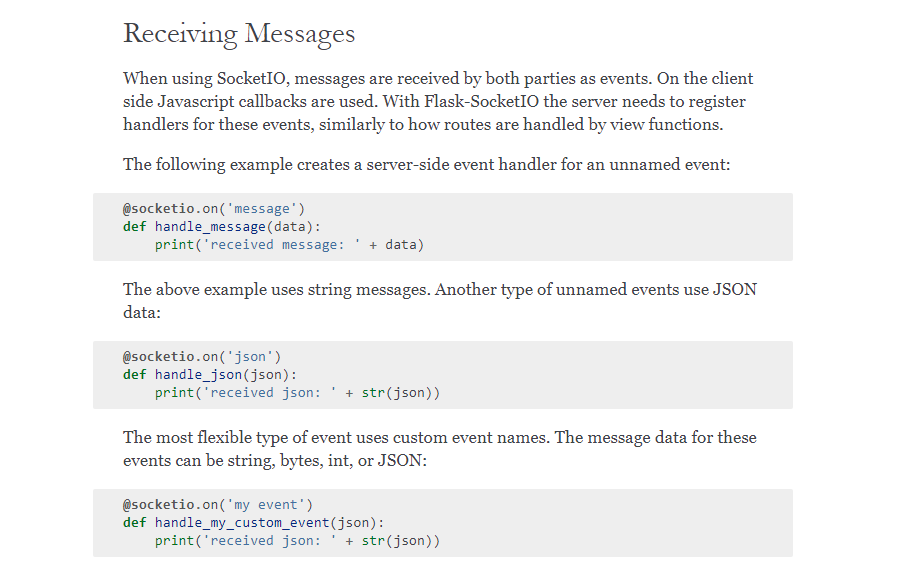 Receiving Messages
When using SocketIO, messages are received by both parties as events. On the client
side Javascript callbacks are used. With Flask-SocketIO the server needs to register
handlers for these events, similarly to how routes are handled by view functions.
The following example creates a server-side event handler for an unnamed event:
@socketio.on('message')
def handle_message(data):
    print('received message: ' + data)
The above example uses string messages. Another type of unnamed events use JSON
data:
@socketio.on('json')
def handle_json(json):
    print('received json: ' + str(json))
The most flexible type of event uses custom event names. The message data for these
events can be string, bytes, int, or JSON:
@socketio.on('my event')
def handle_my_custom_event(json):
    print('received json: ' + str(json))